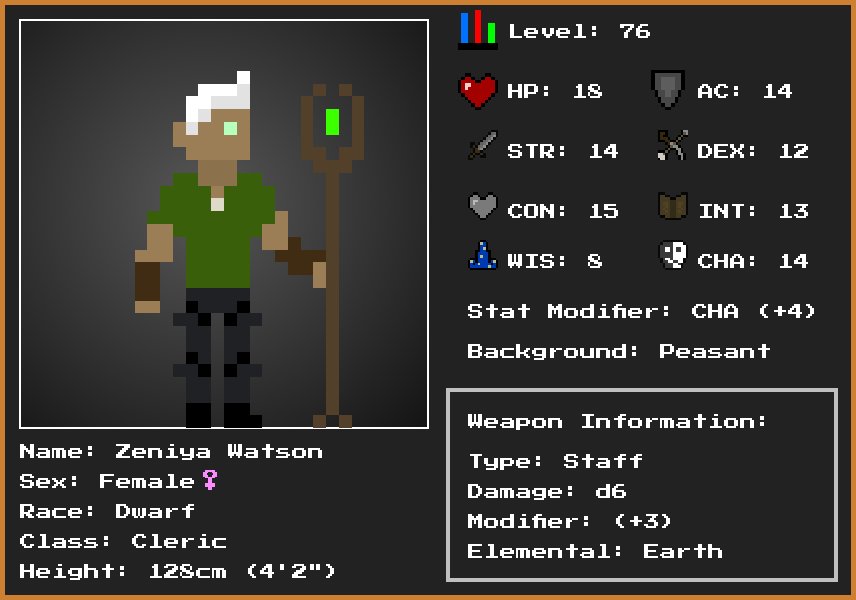 Level: 76
HP: 18
AC: 14
STR: 14
DEX: 12
CON: 15
INT: 13
WIS: 8
CHA: 14
Stat Modifier: CHA (+4)
Background: Peasant
Weapon Information:
Type: Staff
Damage: d6
Modifier: (+3)
Elemental: Earth
Name: Zeniya Watson
Sex: Female♀
Race: Dwarf
Class: Cleric
Height: 128cm (4'2")